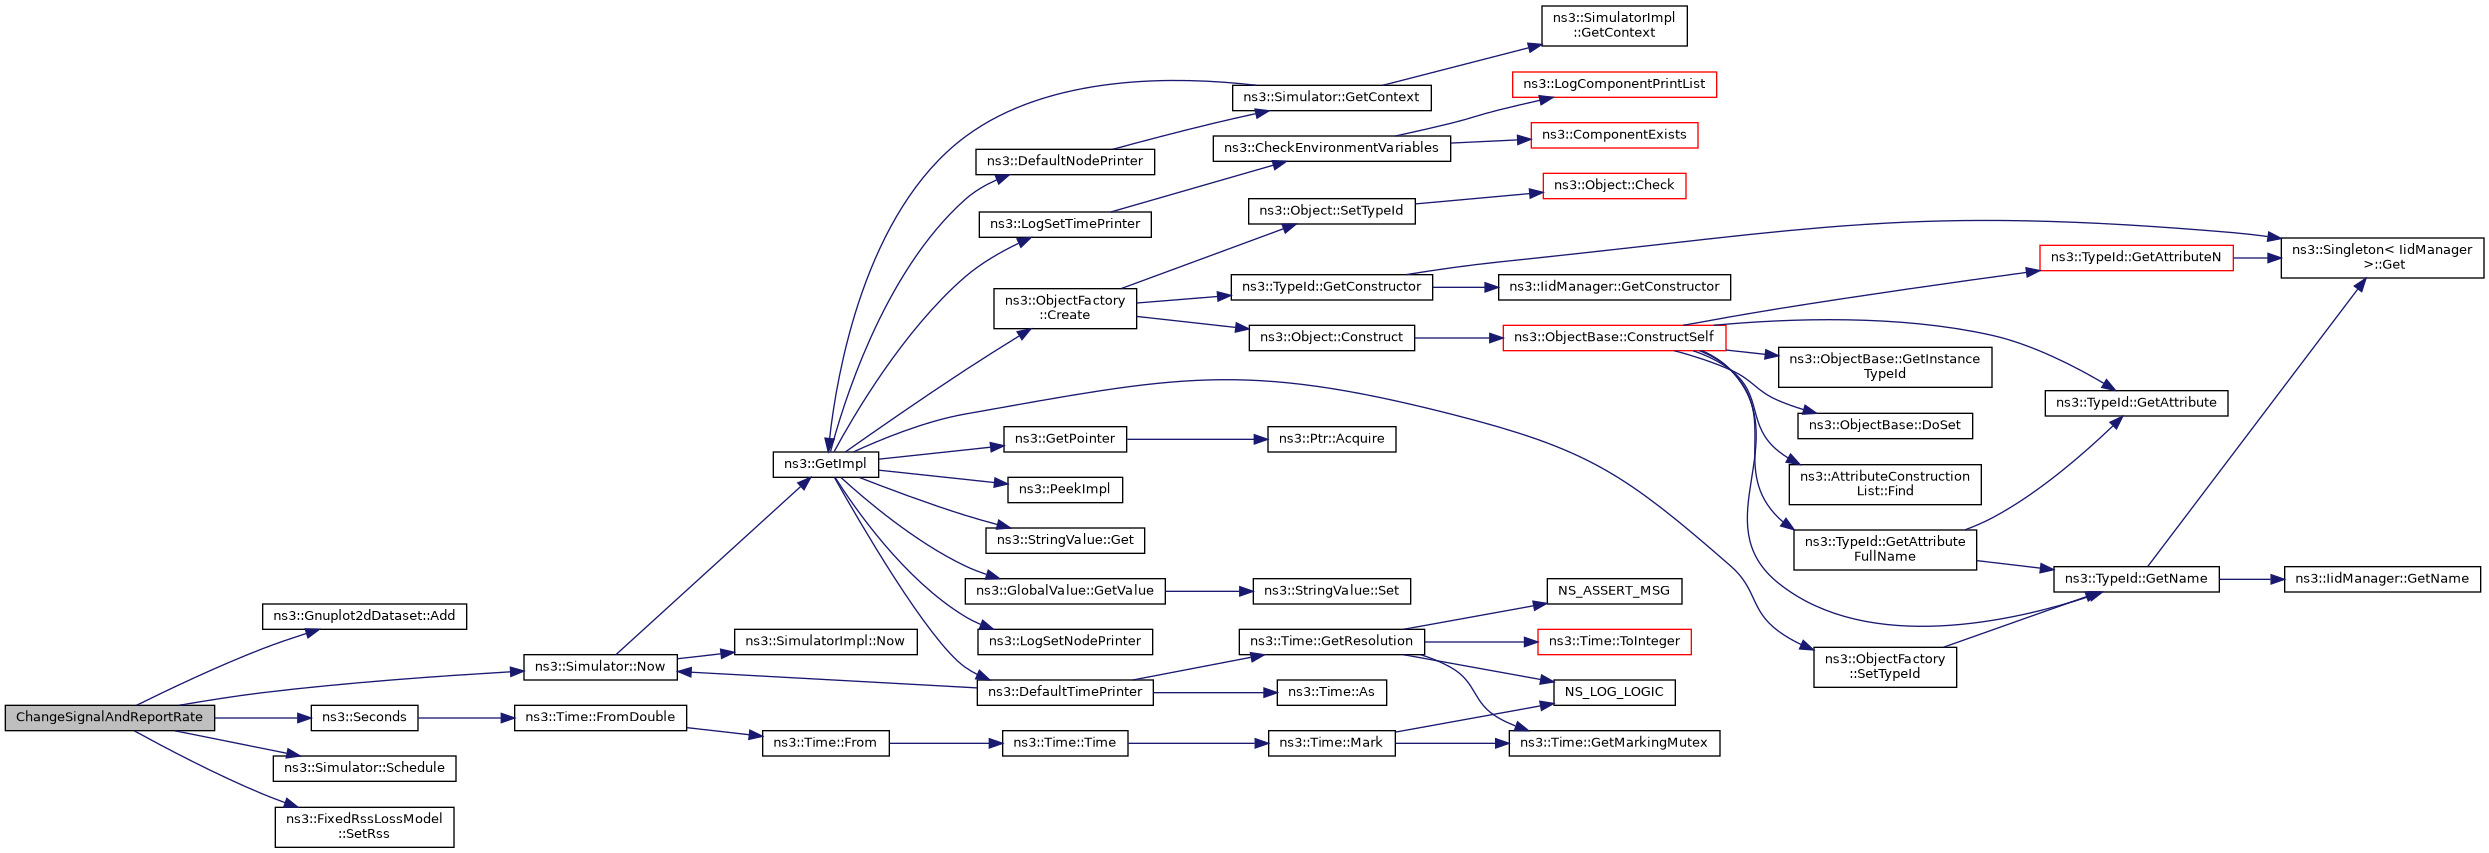 ns3::SimulatorImpl
::GetContext
ns3::LogComponentPrintList
ns3::Simulator::GetContext
ns3::ComponentExists
ns3::CheckEnvironmentVariables
ns3::DefaultNodePrinter
ns3::Object::Check
ns3::Object::SetTypeId
ns3::LogSetTimePrinter
ns3::Singleton< IidManager
>::Get
ns3::TypeId::GetAttributeN
ns3::TypeId::GetConstructor
ns3::IidManager::GetConstructor
ns3::ObjectFactory
::Create
ns3::Object::Construct
ns3::ObjectBase::ConstructSelf
ns3::ObjectBase::GetInstance
TypeId
ns3::TypeId::GetAttribute
ns3::ObjectBase::DoSet
ns3::GetPointer
ns3::Ptr::Acquire
ns3::GetImpl
ns3::PeekImpl
ns3::AttributeConstruction
List::Find
ns3::StringValue::Get
ns3::TypeId::GetAttribute
FullName
ns3::TypeId::GetName
ns3::IidManager::GetName
ns3::GlobalValue::GetValue
ns3::StringValue::Set
NS_ASSERT_MSG
ns3::Gnuplot2dDataset::Add
ns3::SimulatorImpl::Now
ns3::LogSetNodePrinter
ns3::Time::GetResolution
ns3::Time::ToInteger
ns3::Simulator::Now
ns3::ObjectFactory
::SetTypeId
ns3::DefaultTimePrinter
ns3::Time::As
NS_LOG_LOGIC
ChangeSignalAndReportRate
ns3::Seconds
ns3::Time::FromDouble
ns3::Time::From
ns3::Time::Time
ns3::Time::Mark
ns3::Time::GetMarkingMutex
ns3::Simulator::Schedule
ns3::FixedRssLossModel
::SetRss